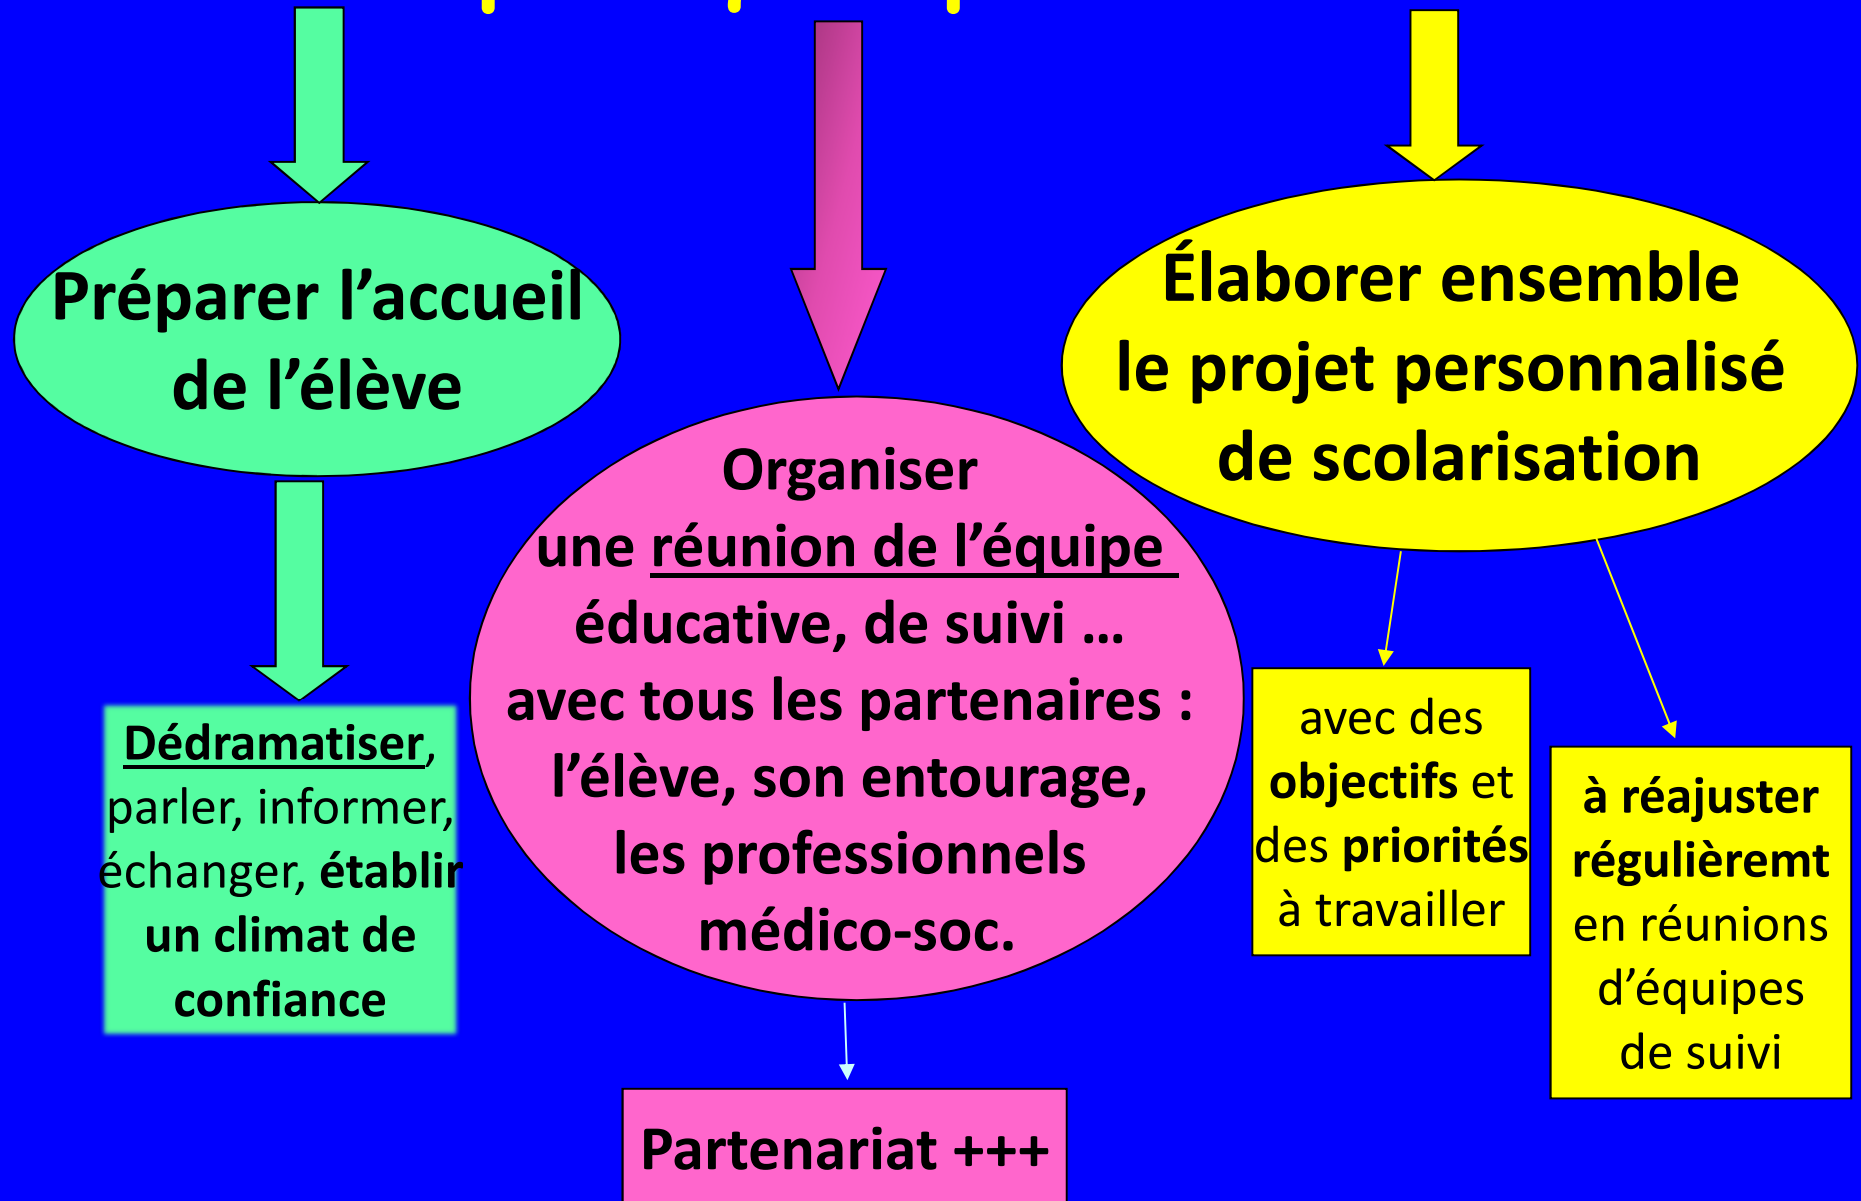 Préparer l’accueil
de l’élève
Dédramatiser,
parler, informer,
échanger, établir
un climat de
confiance
Organiser
une réunion de l’équipe
éducative, de suivi …
avec tous les partenaires :
l’élève, son entourage,
les professionnels
médico-soc.
Partenariat +++
Élaborer ensemble
le projet personnalisé
de scolarisation
avec des
objectifs et
des priorités
à travailler
à réajuster
régulièremt
en réunions
d’équipes
de suivi